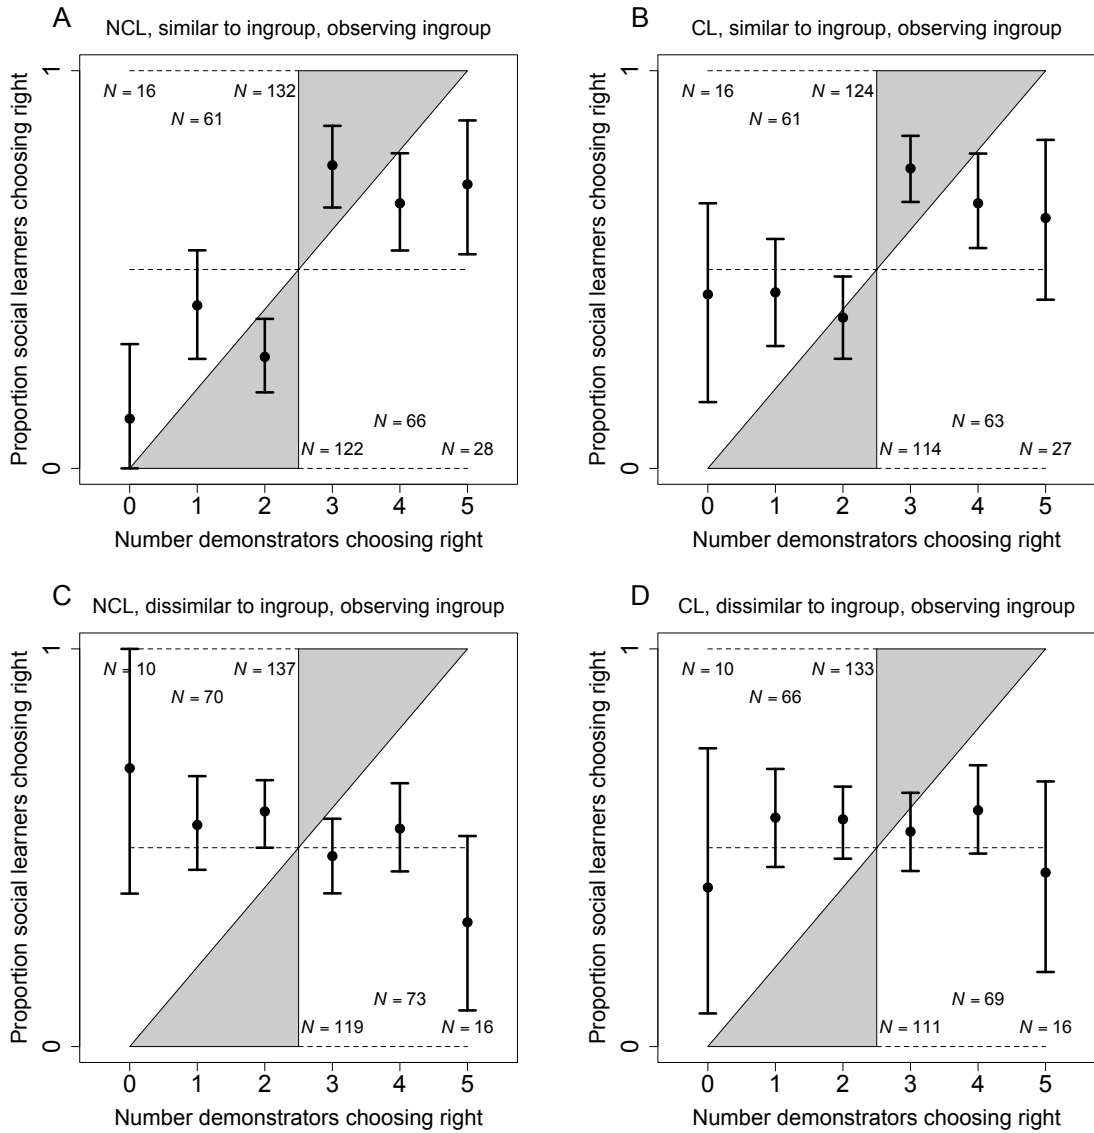 A
NCL, similar to ingroup, observing ingroup
Proportion social learners choosing right
1
0
N = 16
N = 132
N = 61
N = 66
N = 122
N = 28
0 1 2 3 4 5
Number demonstrators choosing right
B
CL, similar to ingroup, observing ingroup
Proportion social learners choosing right
1
0
N = 16
N = 124
N = 61
N = 63
N = 114
N = 27
0 1 2 3 4 5
Number demonstrators choosing right
C
NCL, dissimilar to ingroup, observing ingroup
Proportion social learners choosing right
1
0
N = 10
N = 137
N = 70
N = 73
N = 119
N = 16
0 1 2 3 4 5
Number demonstrators choosing right
D
CL, dissimilar to ingroup, observing ingroup
Proportion social learners choosing right
1
0
N = 10
N = 133
N = 66
N = 69
N = 111
N = 16
0 1 2 3 4 5
Number demonstrators choosing right